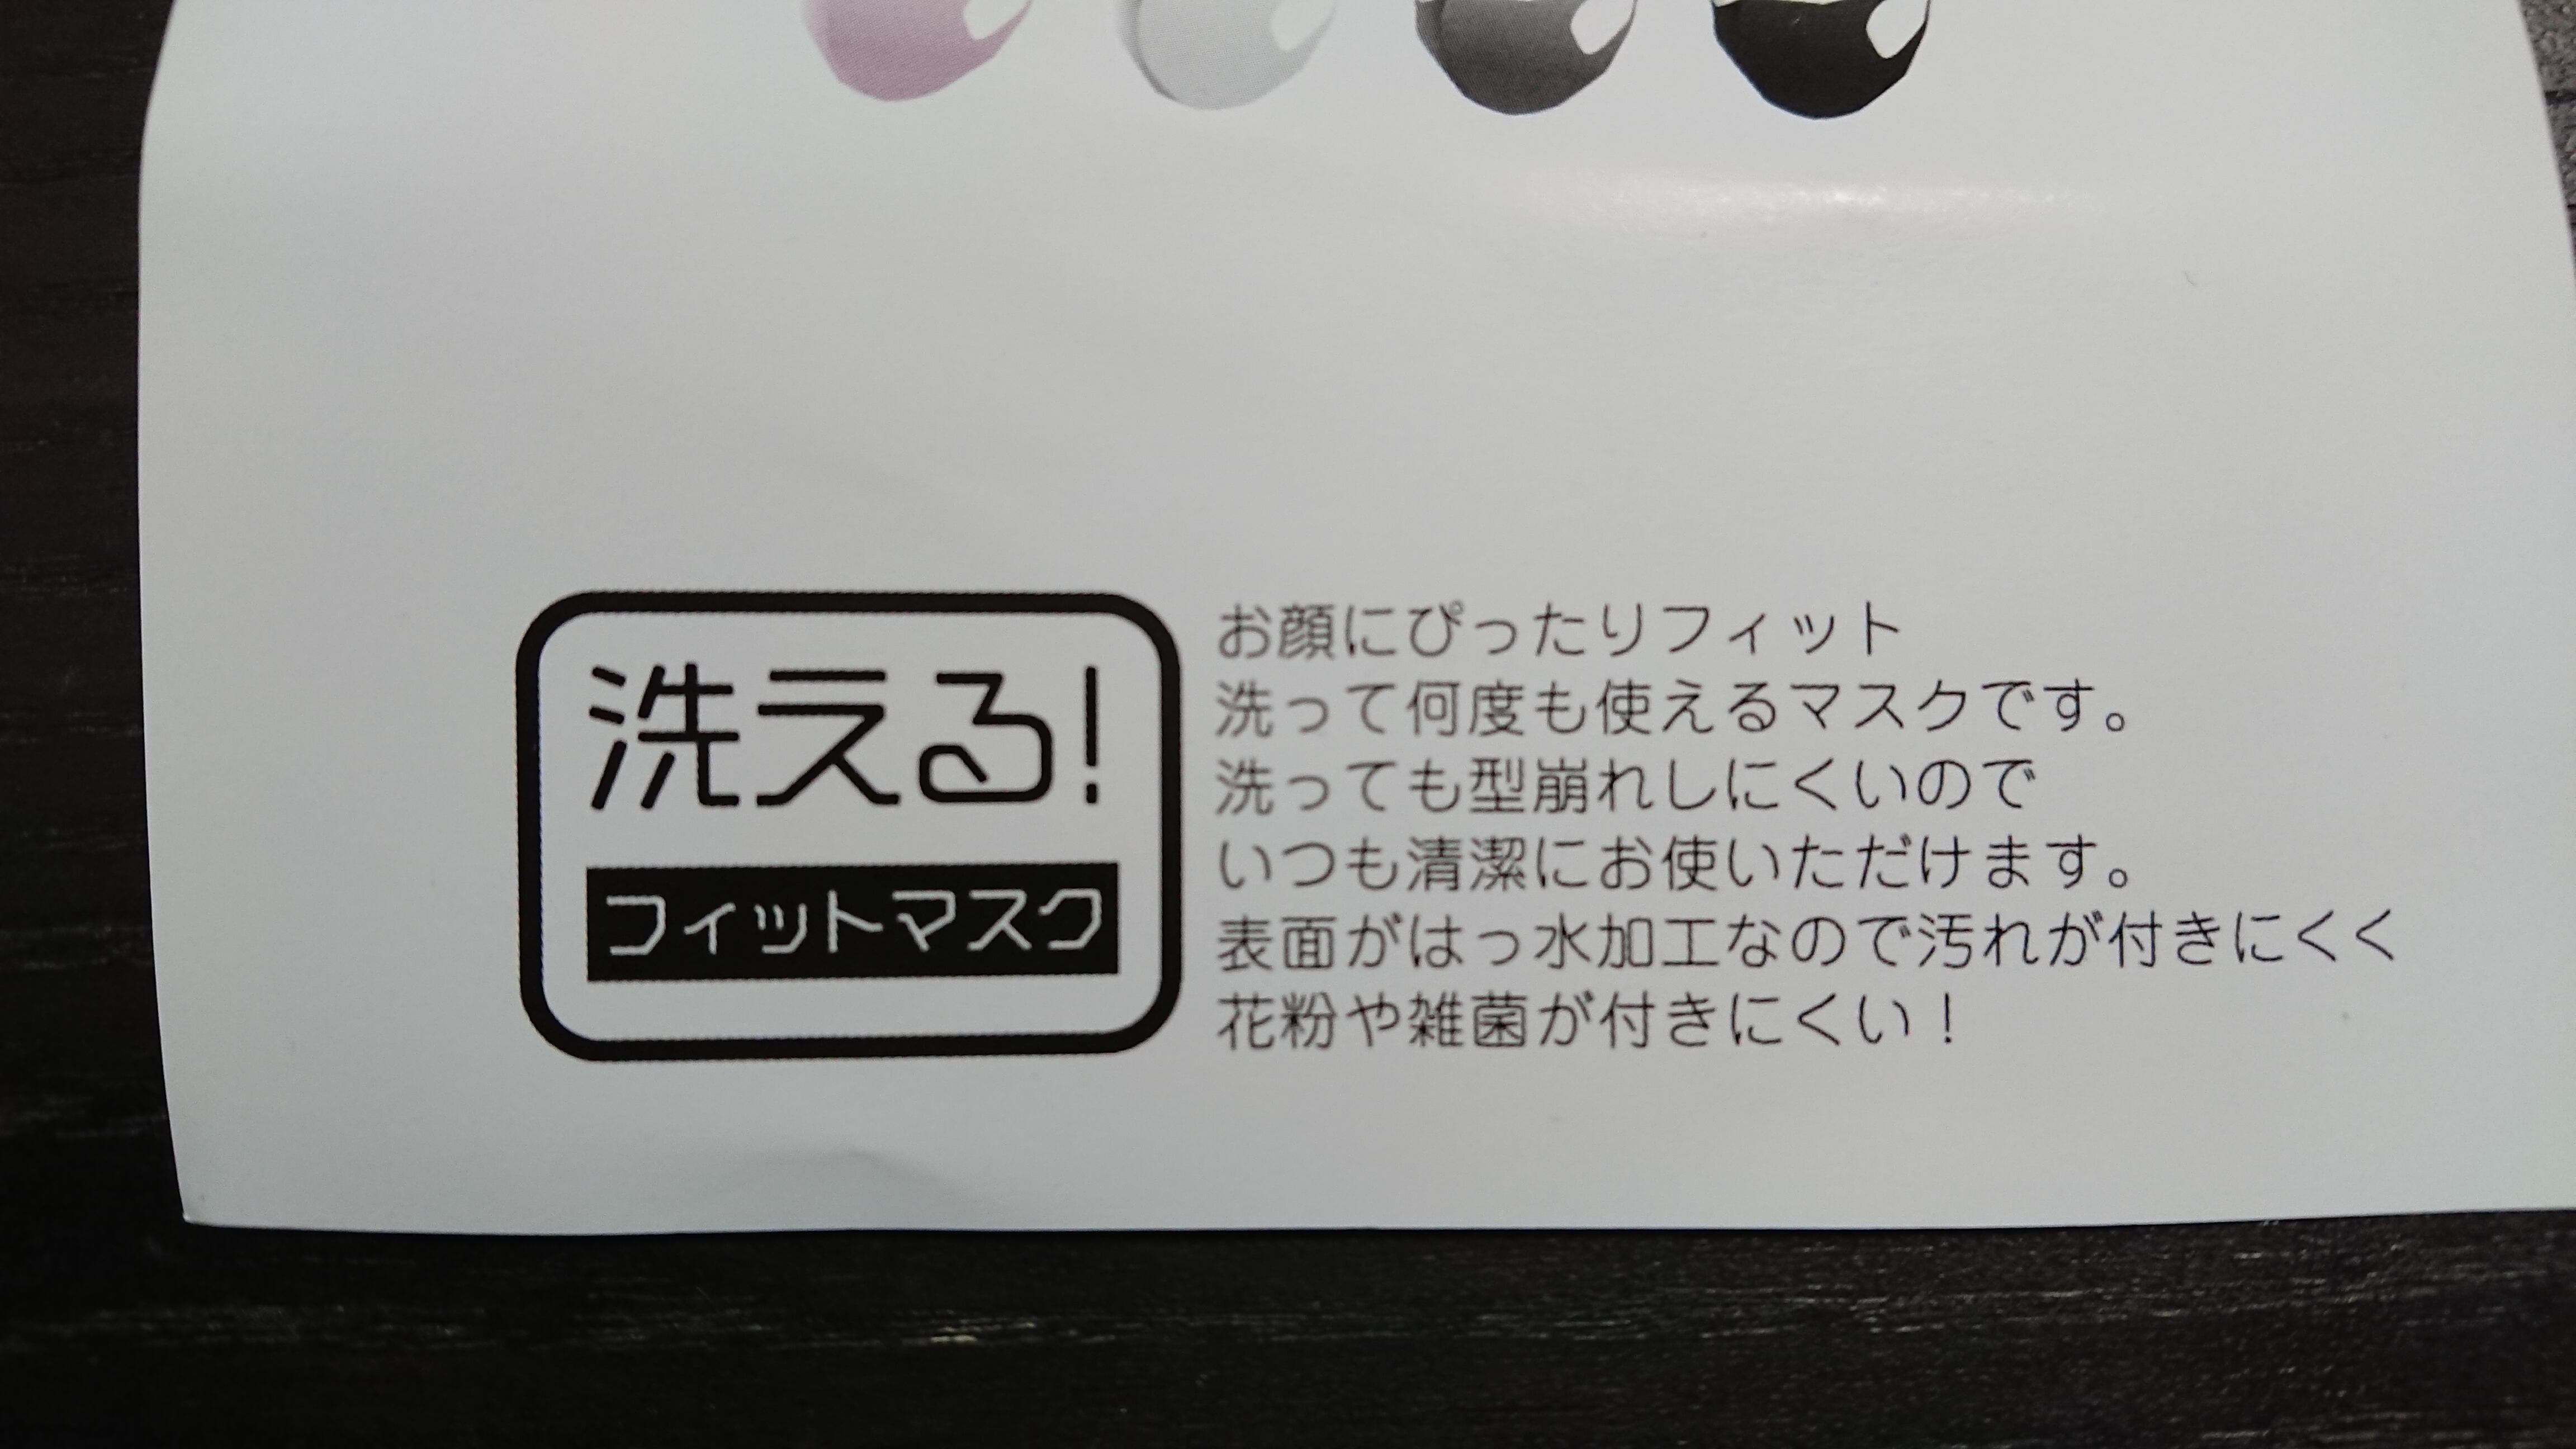 洗える!
フィットマスク
お顔にぴったりフィット
洗って何度も使えるマスクです。
洗っても型崩れしにくいので
いつも清潔にお使いいただけます。
表面がはっ水加工なので汚れが付きにくく
花粉や雑菌が付きにくい！